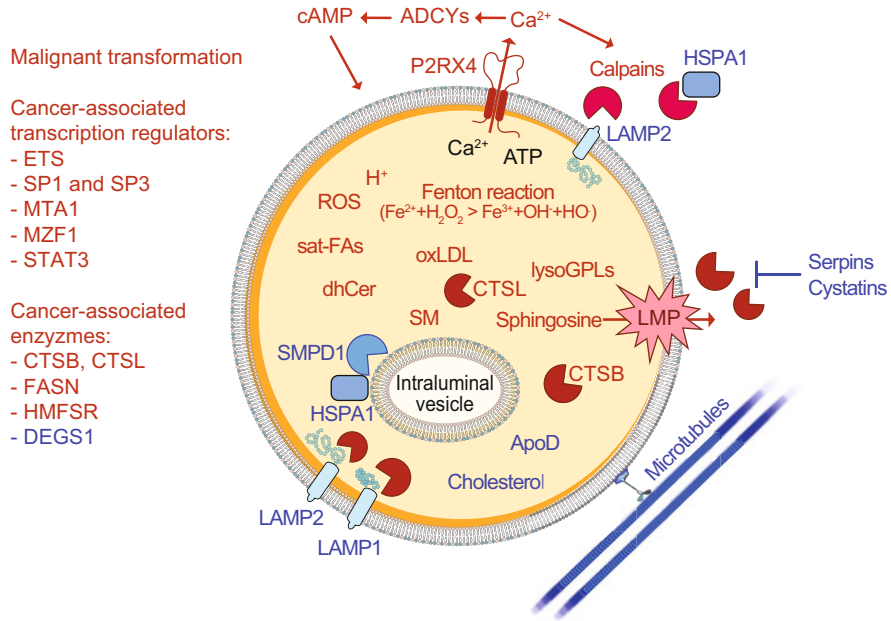 cAMP
ADCYs
Ca²⁺
Malignant transformation
P2RX4
HSPA1
Calpains
Cancer-associated
transcription regulators:
- ETS
- SP1 and SP3
- MTA1
- MZF1
- STAT3
LAMP2
Ca²⁺
ATP
H⁺
ROS
Fenton reaction
(Fe²⁺+H₂O₂ > Fe³⁺+OH⁻+HO·)
sat-FAs
oxLDL
lysoGPLs
dhCer
CTSL
SM
Sphingosine
LMP
Serpins
Cystatins
Cancer-associated
enzyzmes:
- CTSB, CTSL
- FASN
- HMFSR
- DEGS1
SMPD1
HSPA1
Intraluminal
vesicle
CTSB
ApoD
Cholesterol
Microtubules
LAMP2
LAMP1